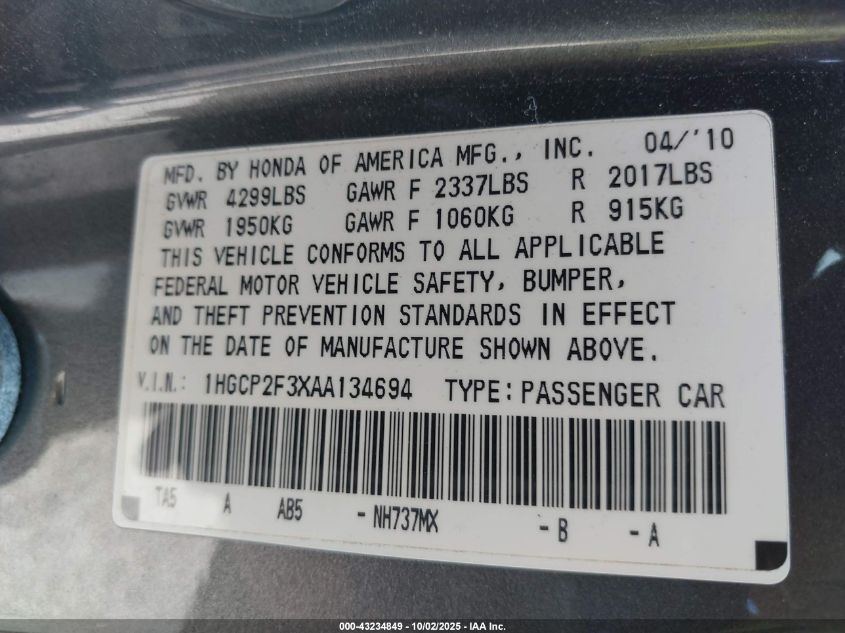 MFD. BY HONDA OF AMERICA MFG., INC. 04/'10
GVWR 4299LBS GAWR F 2337LBS R 2017LBS
GVWR 1950KG GAWR F 1060KG R 915KG
THIS VEHICLE CONFORMS TO ALL APPLICABLE
FEDERAL MOTOR VEHICLE SAFETY, BUMPER,
AND THEFT PREVENTION STANDARDS IN EFFECT
ON THE DATE OF MANUFACTURE SHOWN ABOVE.
V.I.N.: 1HGCP2F3XAA134694 TYPE: PASSENGER CAR
TA5 A AB5 - NH737MX - B - A
000-43234849 - 10/02/2025 - IAA Inc.